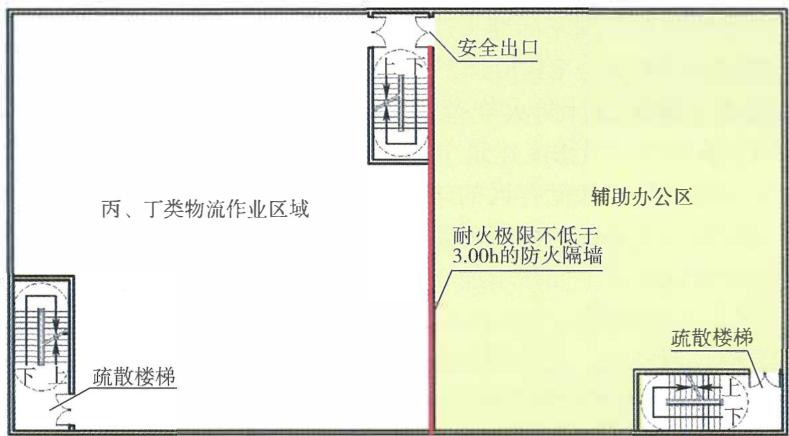 安全出口
上 下
丙、丁类物流作业区域
辅助办公区
耐火极限不低于
3.00h的防火隔墙
疏散楼梯
下 上
疏散楼梯
上
下